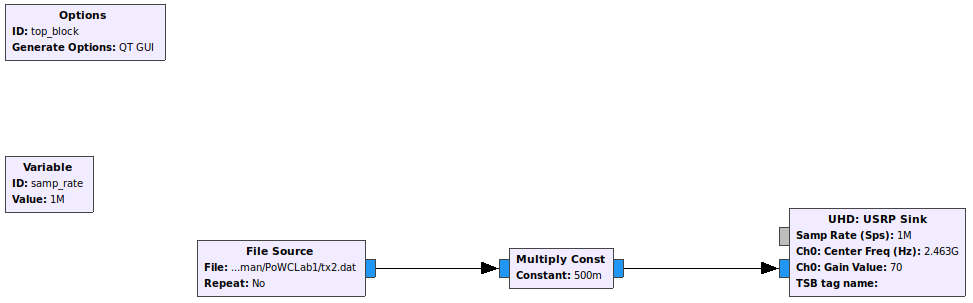 Options
ID: top_block
Generate Options: QT GUI
Variable
ID: samp_rate
Value: 1M
File Source
File: ...man/PoWCLab1/tx2.dat
Repeat: No
Multiply Const
Constant: 500m
UHD: USRP Sink
Samp Rate (Sps): 1M
Ch0: Center Freq (Hz): 2.463G
Ch0: Gain Value: 70
TSB tag name: